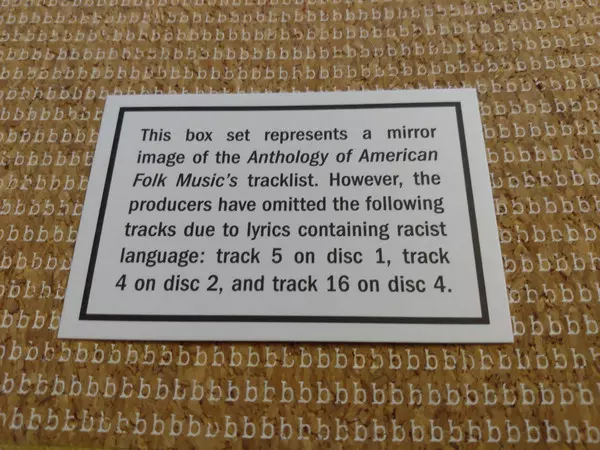 This box set represents a mirror
image of the Anthology of American
Folk Music's tracklist. However, the
producers have omitted the following
tracks due to lyrics containing racist
language: track 5 on disc 1, track
4 on disc 2, and track 16 on disc 4.